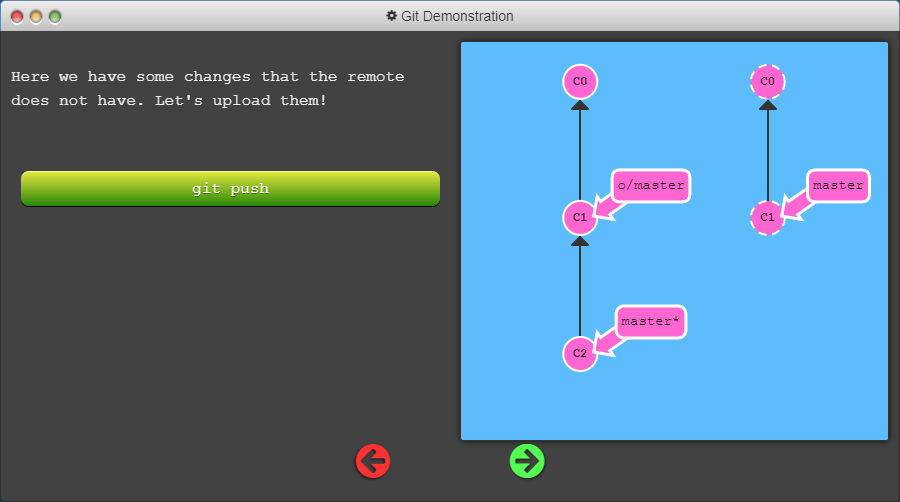 Git Demonstration
Here we have some changes that the remote
does not have. Let's upload them!
git push
C0
C0
o/master
master
C1
C1
master*
C2